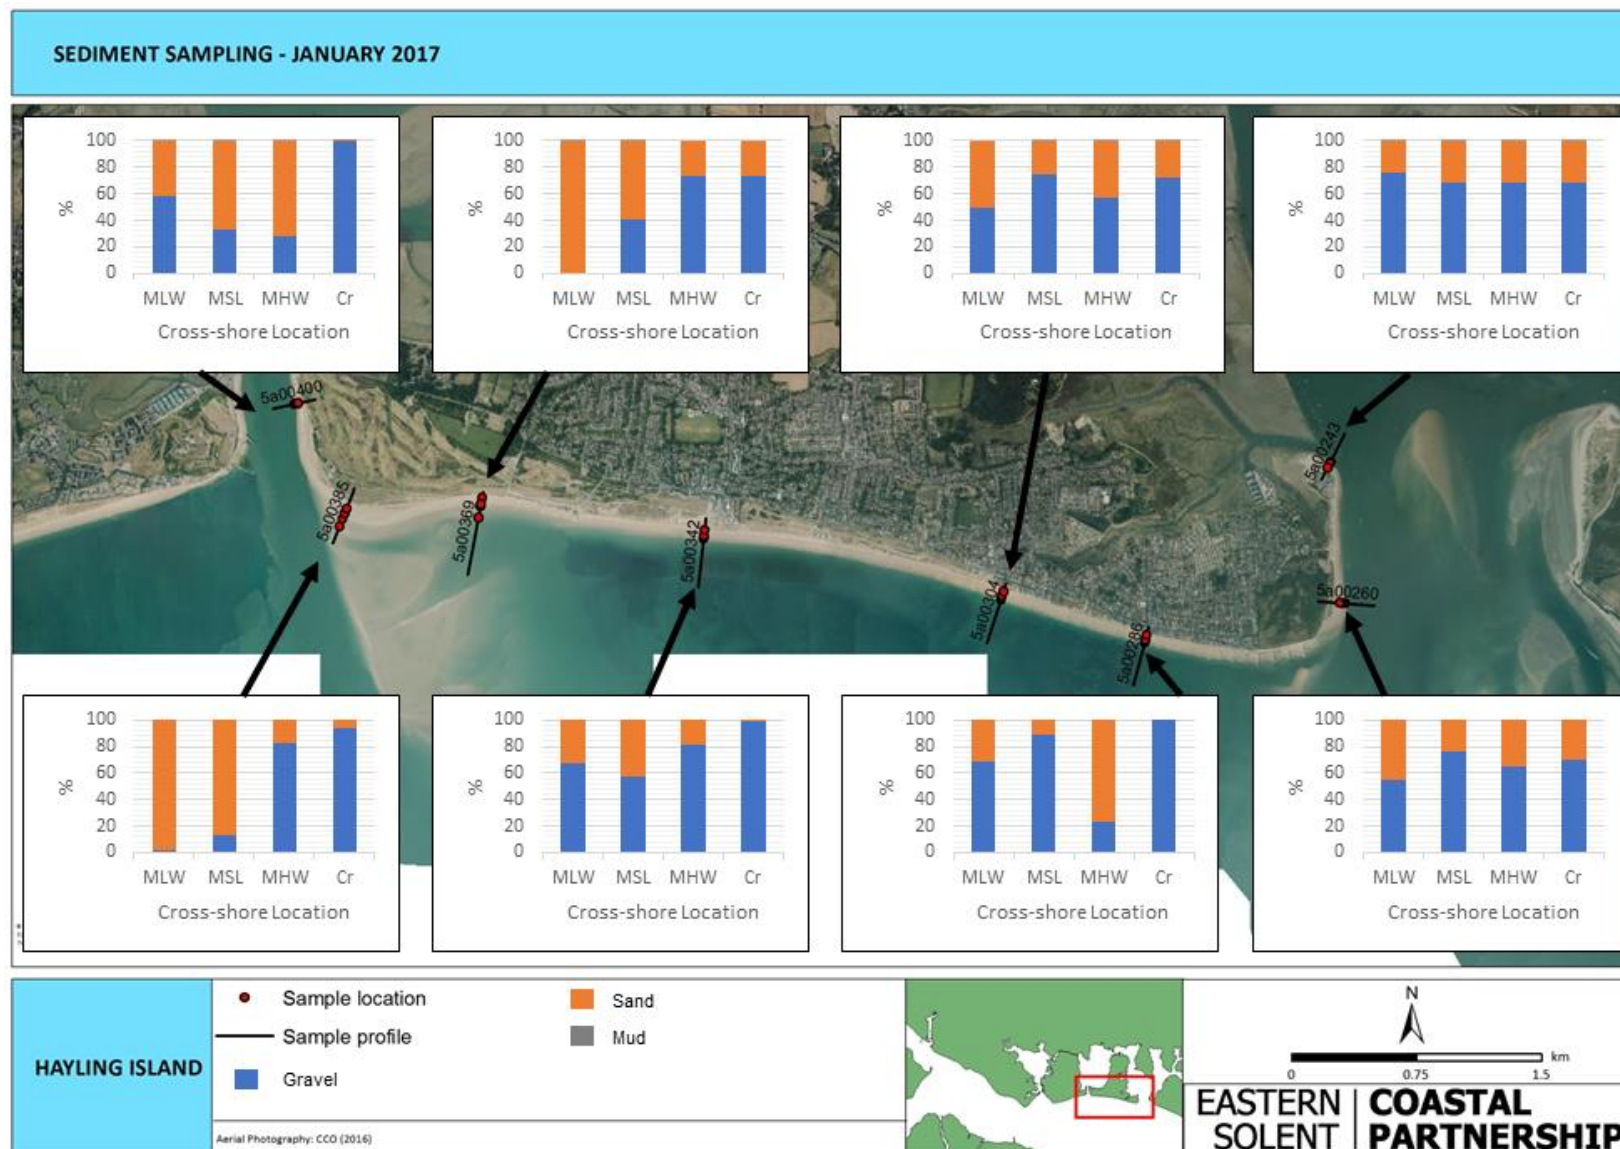 SEDIMENT SAMPLING - JANUARY 2017
100
80
60
40
20
0
%
MLW MSL MHW Cr
Cross-shore Location
100
80
60
40
20
0
%
MLW MSL MHW Cr
Cross-shore Location
100
80
60
40
20
0
%
MLW MSL MHW Cr
Cross-shore Location
100
80
60
40
20
0
%
MLW MSL MHW Cr
Cross-shore Location
5a00400
5a00385
5a00369
5a00342
5a00304
5a00286
5a00243
5a00260
100
80
60
40
20
0
%
MLW MSL MHW Cr
Cross-shore Location
100
80
60
40
20
0
%
MLW MSL MHW Cr
Cross-shore Location
100
80
60
40
20
0
%
MLW MSL MHW Cr
Cross-shore Location
100
80
60
40
20
0
%
MLW MSL MHW Cr
Cross-shore Location
HAYLING ISLAND
Sample location
Sample profile
Gravel
Sand
Mud
Aerial Photography: CCO (2016)
N
km
0 0.75 1.5
EASTERN SOLENT
COASTAL PARTNERSHIP